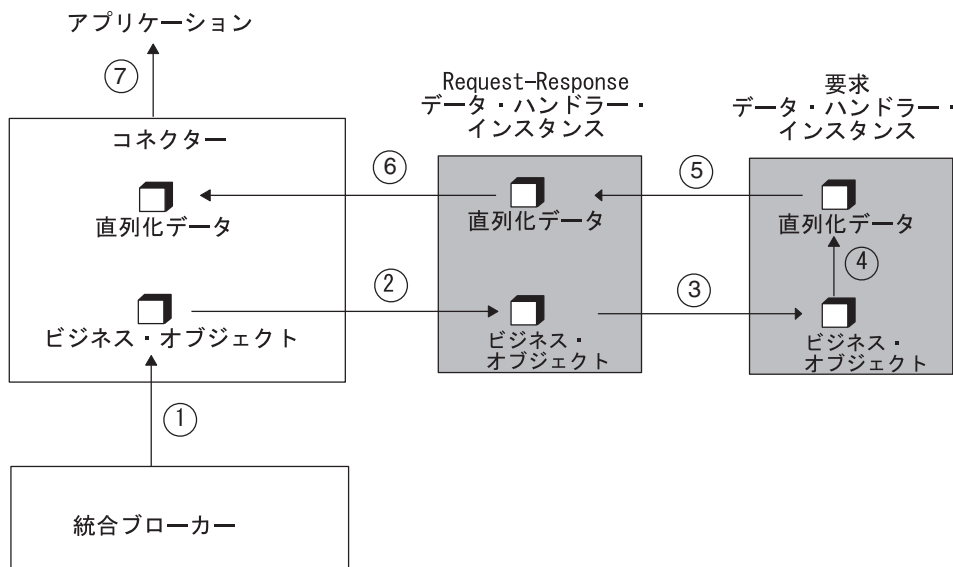 アプリケーション
⑦
Request-Response
データ・ハンドラー・
インスタンス
要求
データ・ハンドラー・
インスタンス
コネクター
⑥
⑤
直列化データ
直列化データ
直列化データ
②
③
④
ビジネス・オブジェクト
ビジネス・
オブジェクト
ビジネス・
オブジェクト
①
統合ブローカー